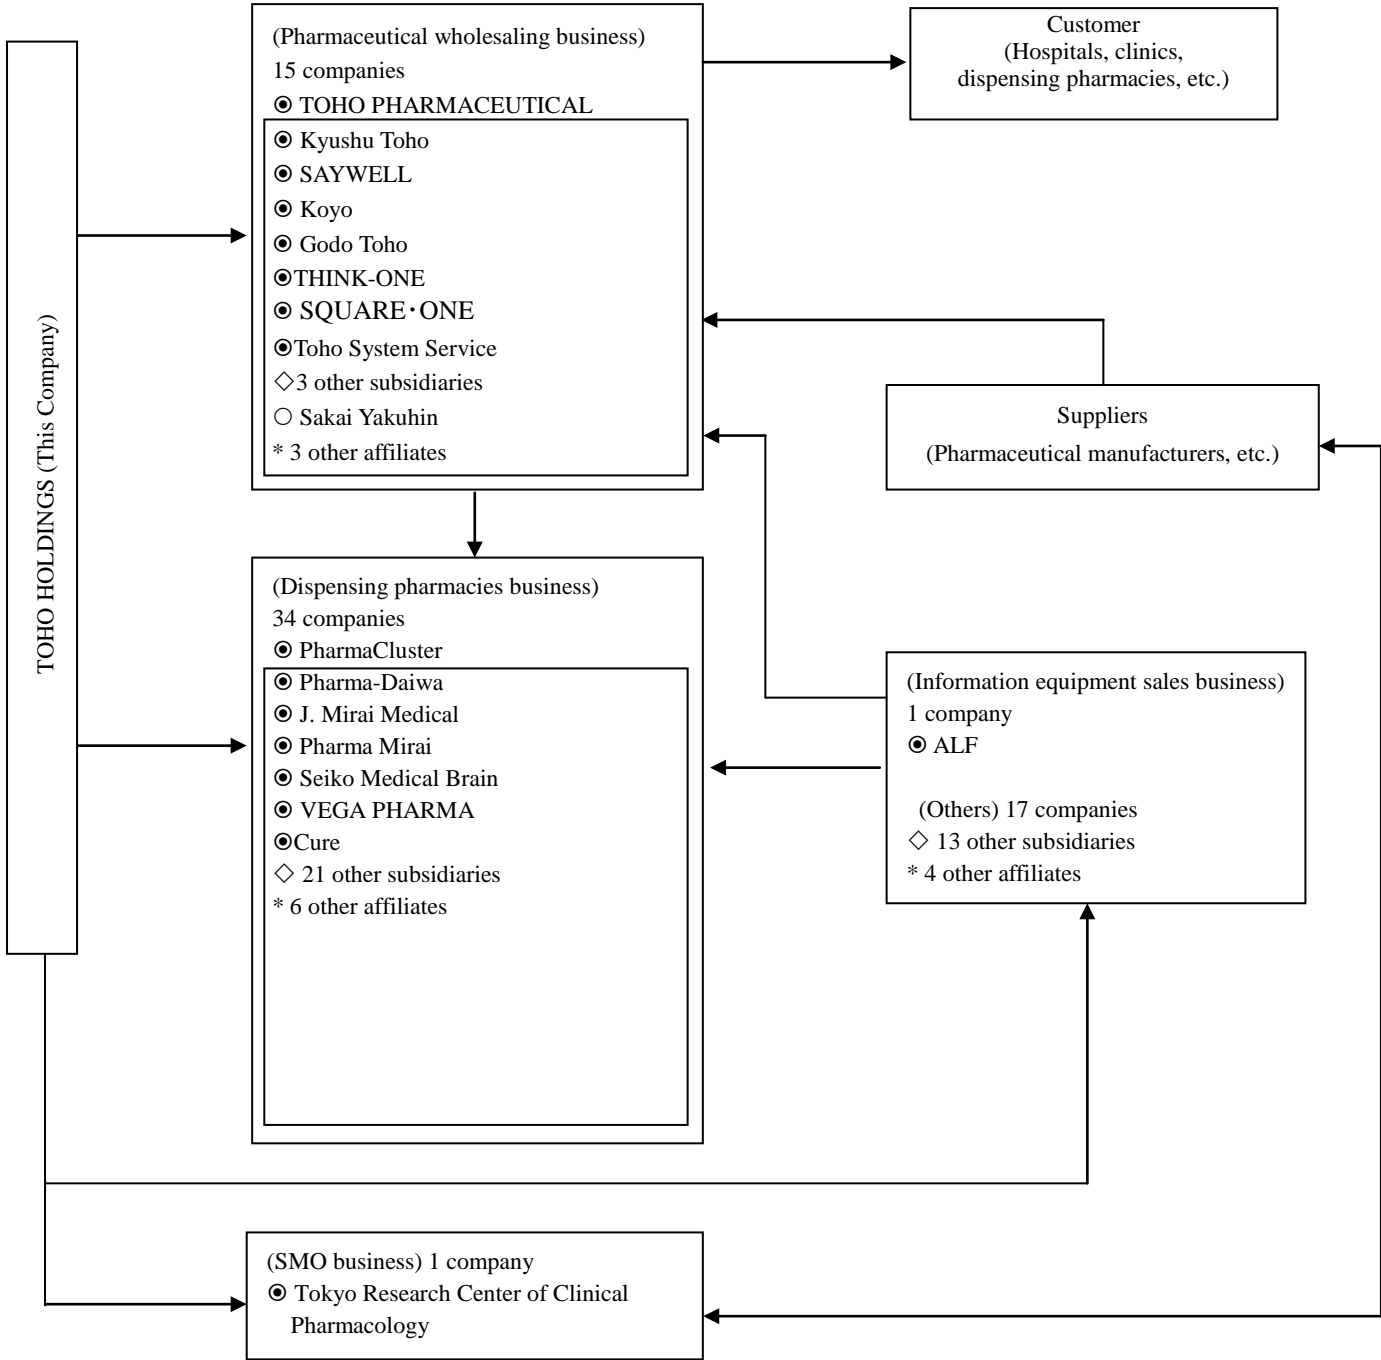 TOHO HOLDINGS (This Company)
(Pharmaceutical wholesaling business)
15 companies
◉ TOHO PHARMACEUTICAL
◉ Kyushu Toho
◉ SAYWELL
◉ Koyo
◉ Godo Toho
◉THINK-ONE
◉ SQUARE・ONE
◉Toho System Service
◇3 other subsidiaries
○ Sakai Yakuhin
* 3 other affiliates
Customer
(Hospitals, clinics,
dispensing pharmacies, etc.)
Suppliers
(Pharmaceutical manufacturers, etc.)
(Dispensing pharmacies business)
34 companies
◉ PharmaCluster
◉ Pharma-Daiwa
◉ J. Mirai Medical
◉ Pharma Mirai
◉ Seiko Medical Brain
◉ VEGA PHARMA
◉Cure
◇ 21 other subsidiaries
* 6 other affiliates
(Information equipment sales business)
1 company
◉ ALF
(Others) 17 companies
◇ 13 other subsidiaries
* 4 other affiliates
(SMO business) 1 company
◉ Tokyo Research Center of Clinical
Pharmacology